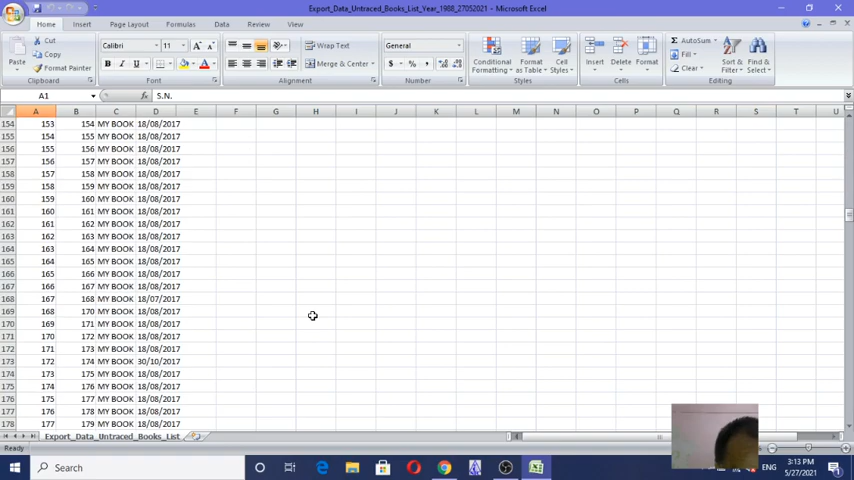 Export_Data_Untraced_Books_List_Year_1988_27052021 - Microsoft Excel
Home Insert Page Layout Formulas Data Review View
Paste
Cut
Copy
Format Painter
Clipboard
Calibri 11
B I U
Font
Wrap Text
Merge & Center
Alignment
General
$ % ,
Number
Conditional Formatting
Format as Table
Cell Styles
Styles
Insert Delete Format
Cells
AutoSum
Fill
Clear
Sort & Filter
Find & Select
Editing
A1 fx S.N.
A B C D E F G H I J K L M N O P Q R S T U
154 153 154 MY BOOK 18/08/2017
155 154 155 MY BOOK 18/08/2017
156 155 156 MY BOOK 18/08/2017
157 156 157 MY BOOK 18/08/2017
158 157 158 MY BOOK 18/08/2017
159 158 159 MY BOOK 18/08/2017
160 159 160 MY BOOK 18/08/2017
161 160 161 MY BOOK 18/08/2017
162 161 162 MY BOOK 18/08/2017
163 162 163 MY BOOK 18/08/2017
164 163 164 MY BOOK 18/08/2017
165 164 165 MY BOOK 18/08/2017
166 165 166 MY BOOK 18/08/2017
167 166 167 MY BOOK 18/08/2017
168 167 168 MY BOOK 18/07/2017
169 168 170 MY BOOK 18/08/2017
170 169 171 MY BOOK 18/08/2017
171 170 172 MY BOOK 18/08/2017
172 171 173 MY BOOK 18/08/2017
173 172 174 MY BOOK 30/10/2017
174 173 175 MY BOOK 18/08/2017
175 174 176 MY BOOK 18/08/2017
176 175 177 MY BOOK 18/08/2017
177 176 178 MY BOOK 18/08/2017
178 177 179 MY BOOK 18/08/2017
Export_Data_Untraced_Books_List
Ready
Search
ENG
3:13 PM
5/27/2021